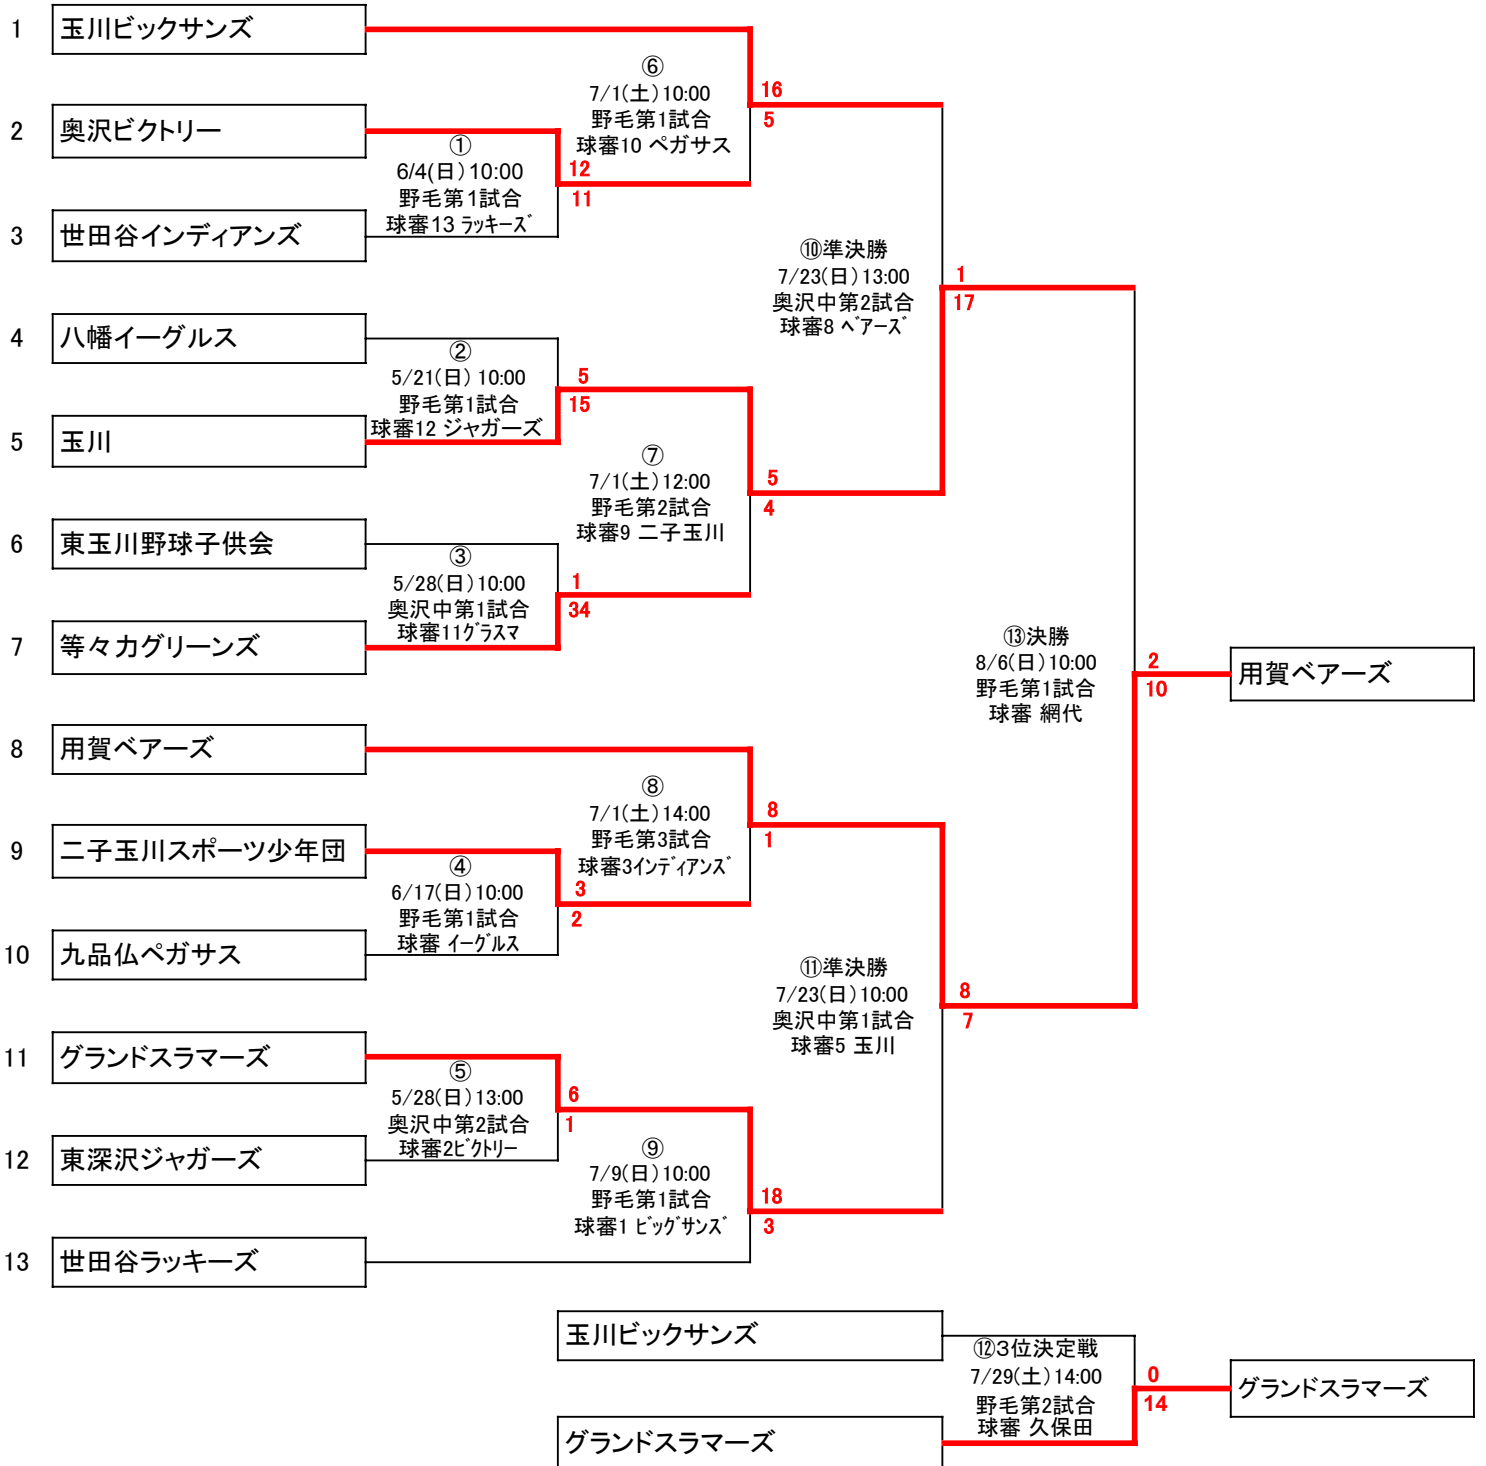 1 玉川ビックサンズ
⑥
7/1(土)10:00
野毛第1試合
球審10 ペガサス
16
5
2 奥沢ビクトリー
①
6/4(日)10:00
野毛第1試合
球審13 ﾗｯｷｰｽﾞ
12
11
3 世田谷インディアンズ
⑩準決勝
7/23(日)13:00
奥沢中第2試合
球審8 ﾍﾞｱｰｽﾞ
1
17
4 八幡イーグルス
②
5/21(日)10:00
野毛第1試合
球審12 ジャガーズ
5
15
5 玉川
⑦
7/1(土)12:00
野毛第2試合
球審9 二子玉川
5
4
6 東玉川野球子供会
③
5/28(日)10:00
奥沢中第1試合
球審11ｸﾞﾗｽﾏ
1
34
7 等々力グリーンズ
⑬決勝
8/6(日)10:00
野毛第1試合
球審 網代
2
10
用賀ベアーズ
8 用賀ベアーズ
⑧
7/1(土)14:00
野毛第3試合
球審3ｲﾝﾃﾞｨｱﾝｽﾞ
8
1
9 二子玉川スポーツ少年団
④
6/17(日)10:00
野毛第1試合
球審 ｲｰｸﾞﾙｽ
3
2
10 九品仏ペガサス
⑪準決勝
7/23(日)10:00
奥沢中第1試合
球審5 玉川
8
7
11 グランドスラマーズ
⑤
5/28(日)13:00
奥沢中第2試合
球審2ﾋﾞｸﾄﾘｰ
6
1
12 東深沢ジャガーズ
⑨
7/9(日)10:00
野毛第1試合
球審1 ﾋﾞｯｸﾞｻﾝｽﾞ
18
3
13 世田谷ラッキーズ
玉川ビックサンズ
⑫3位決定戦
7/29(土)14:00
野毛第2試合
球審 久保田
0
14
グランドスラマーズ
グランドスラマーズ